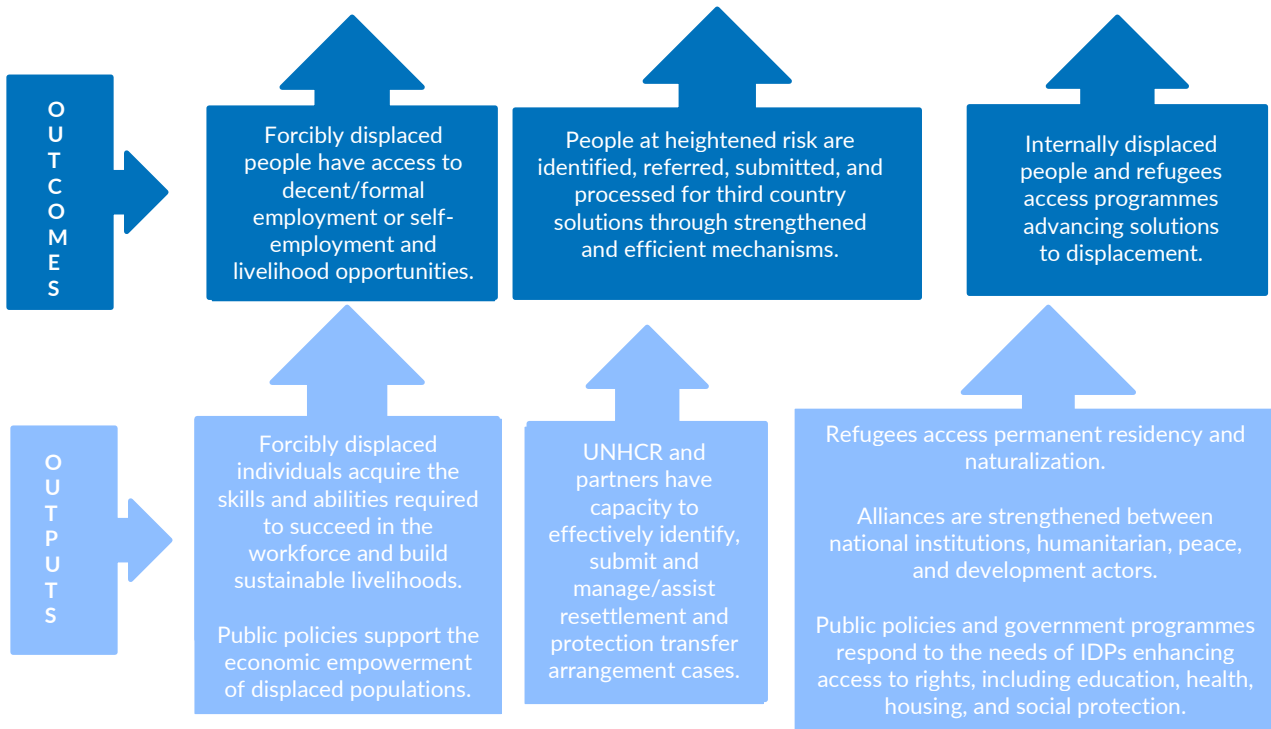 OUTCOMES
Forcibly displaced
people have access to
decent/formal
employment or self-
employment and
livelihood opportunities.
People at heightened risk are
identified, referred, submitted, and
processed for third country
solutions through strengthened
and efficient mechanisms.
Internally displaced
people and refugees
access programmes
advancing solutions
to displacement.
OUTPUTS
Forcibly displaced
individuals acquire the
skills and abilities required
to succeed in the
workforce and build
sustainable livelihoods.
Public policies support the
economic empowerment
of displaced populations.
UNHCR and
partners have
capacity to
effectively identify,
submit and
manage/assist
resettlement and
protection transfer
arrangement cases.
Refugees access permanent residency and
naturalization.
Alliances are strengthened between
national institutions, humanitarian, peace,
and development actors.
Public policies and government programmes
respond to the needs of IDPs enhancing
access to rights, including education, health,
housing, and social protection.